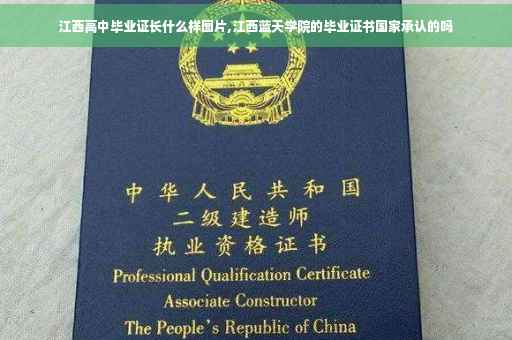 江西高中毕业证长什么样图片,江西蓝天学院的毕业证书国家承认的吗
中华人民共和国
二级建造师
执业资格证书
Professional Qualification Certificate
Associate Constructor
The People's Republic of China